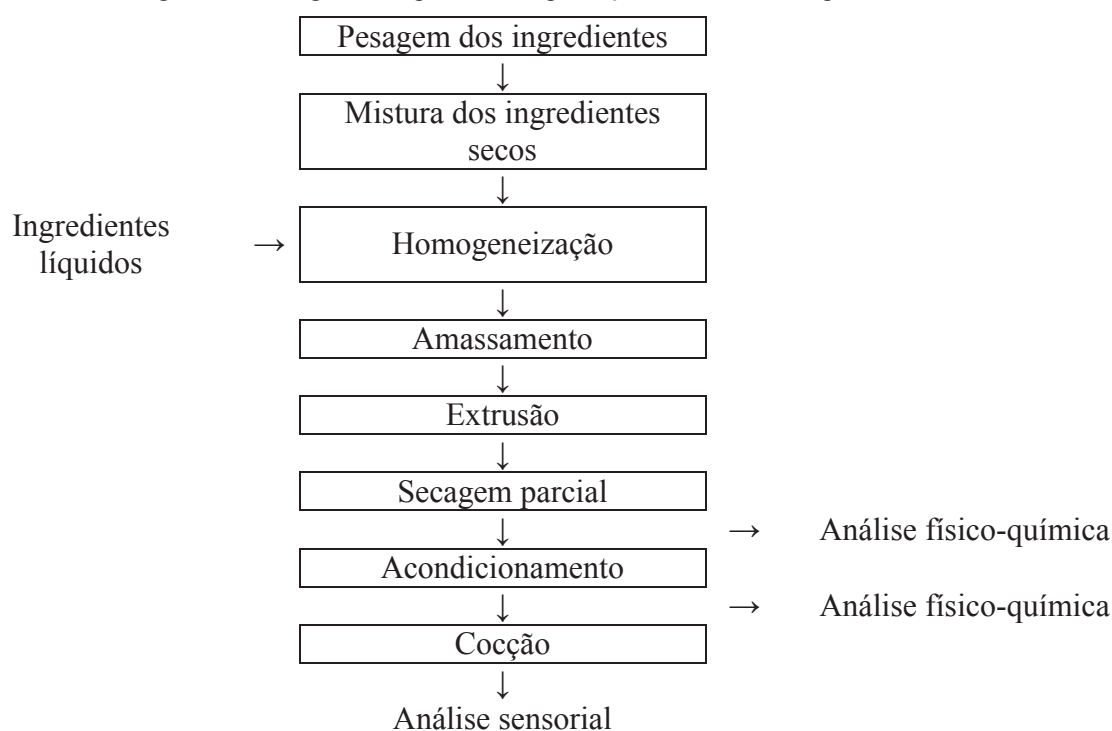 Pesagem dos ingredientes
↓
Mistura dos ingredientes
secos
↓
Ingredientes
líquidos
→
Homogeneização
↓
Amassamento
↓
Extrusão
↓
Secagem parcial
↓
→ Análise físico-química
Acondicionamento
↓
→ Análise físico-química
Cocção
↓
Análise sensorial